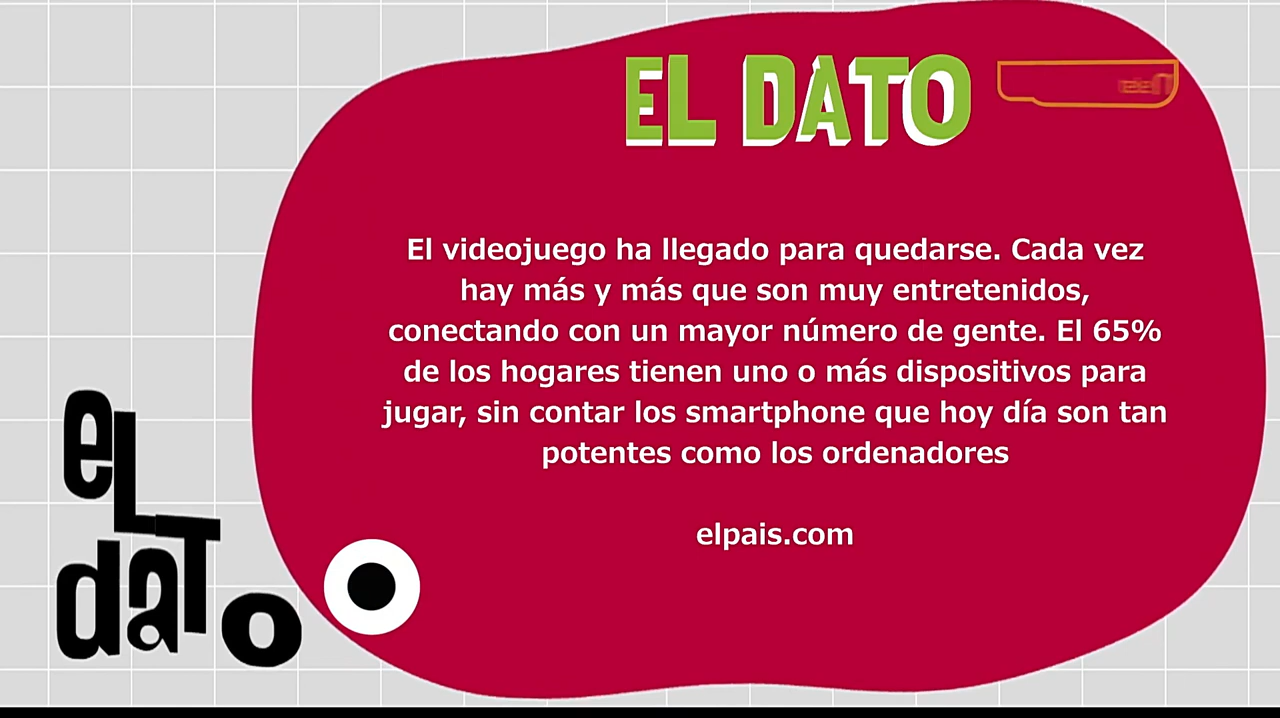 EL DATO
El videojuego ha llegado para quedarse. Cada vez
hay más y más que son muy entretenidos,
conectando con un mayor número de gente. El 65%
de los hogares tienen uno o más dispositivos para
jugar, sin contar los smartphone que hoy día son tan
potentes como los ordenadores
elpais.com
eL
daTo